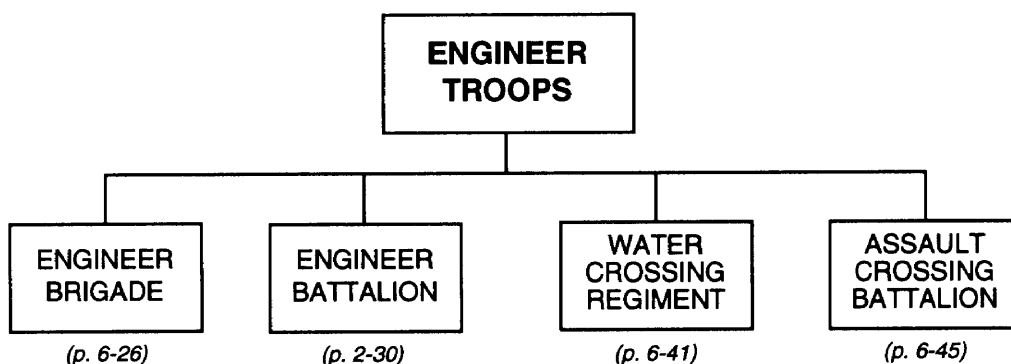 ENGINEER
TROOPS
ENGINEER
BRIGADE
(p. 6-26)
ENGINEER
BATTALION
(p. 2-30)
WATER
CROSSING
REGIMENT
(p. 6-41)
ASSAULT
CROSSING
BATTALION
(p. 6-45)